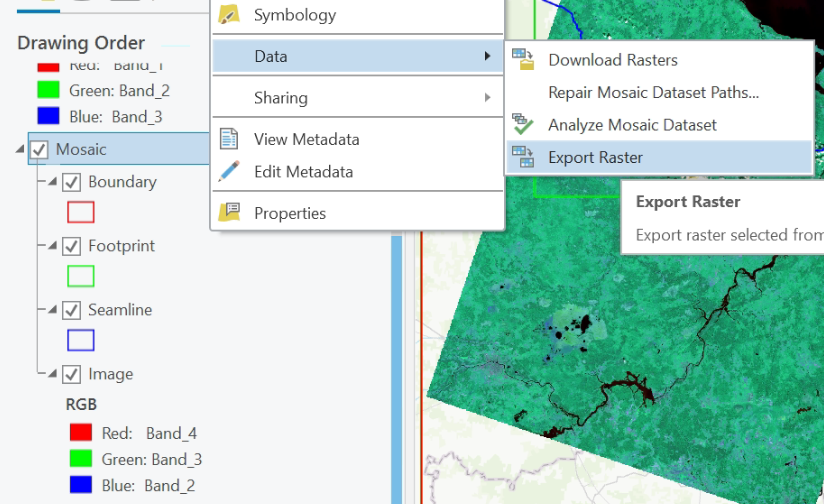 Symbology
Drawing Order
Data
Download Rasters
Red: Band_1
Green: Band_2
Sharing
Repair Mosaic Dataset Paths...
Blue: Band_3
Analyze Mosaic Dataset
Mosaic
View Metadata
Export Raster
Boundary
Edit Metadata
Export Raster
Properties
Export raster selected from
Footprint
Seamline
Image
RGB
Red: Band_4
Green: Band_3
Blue: Band_2